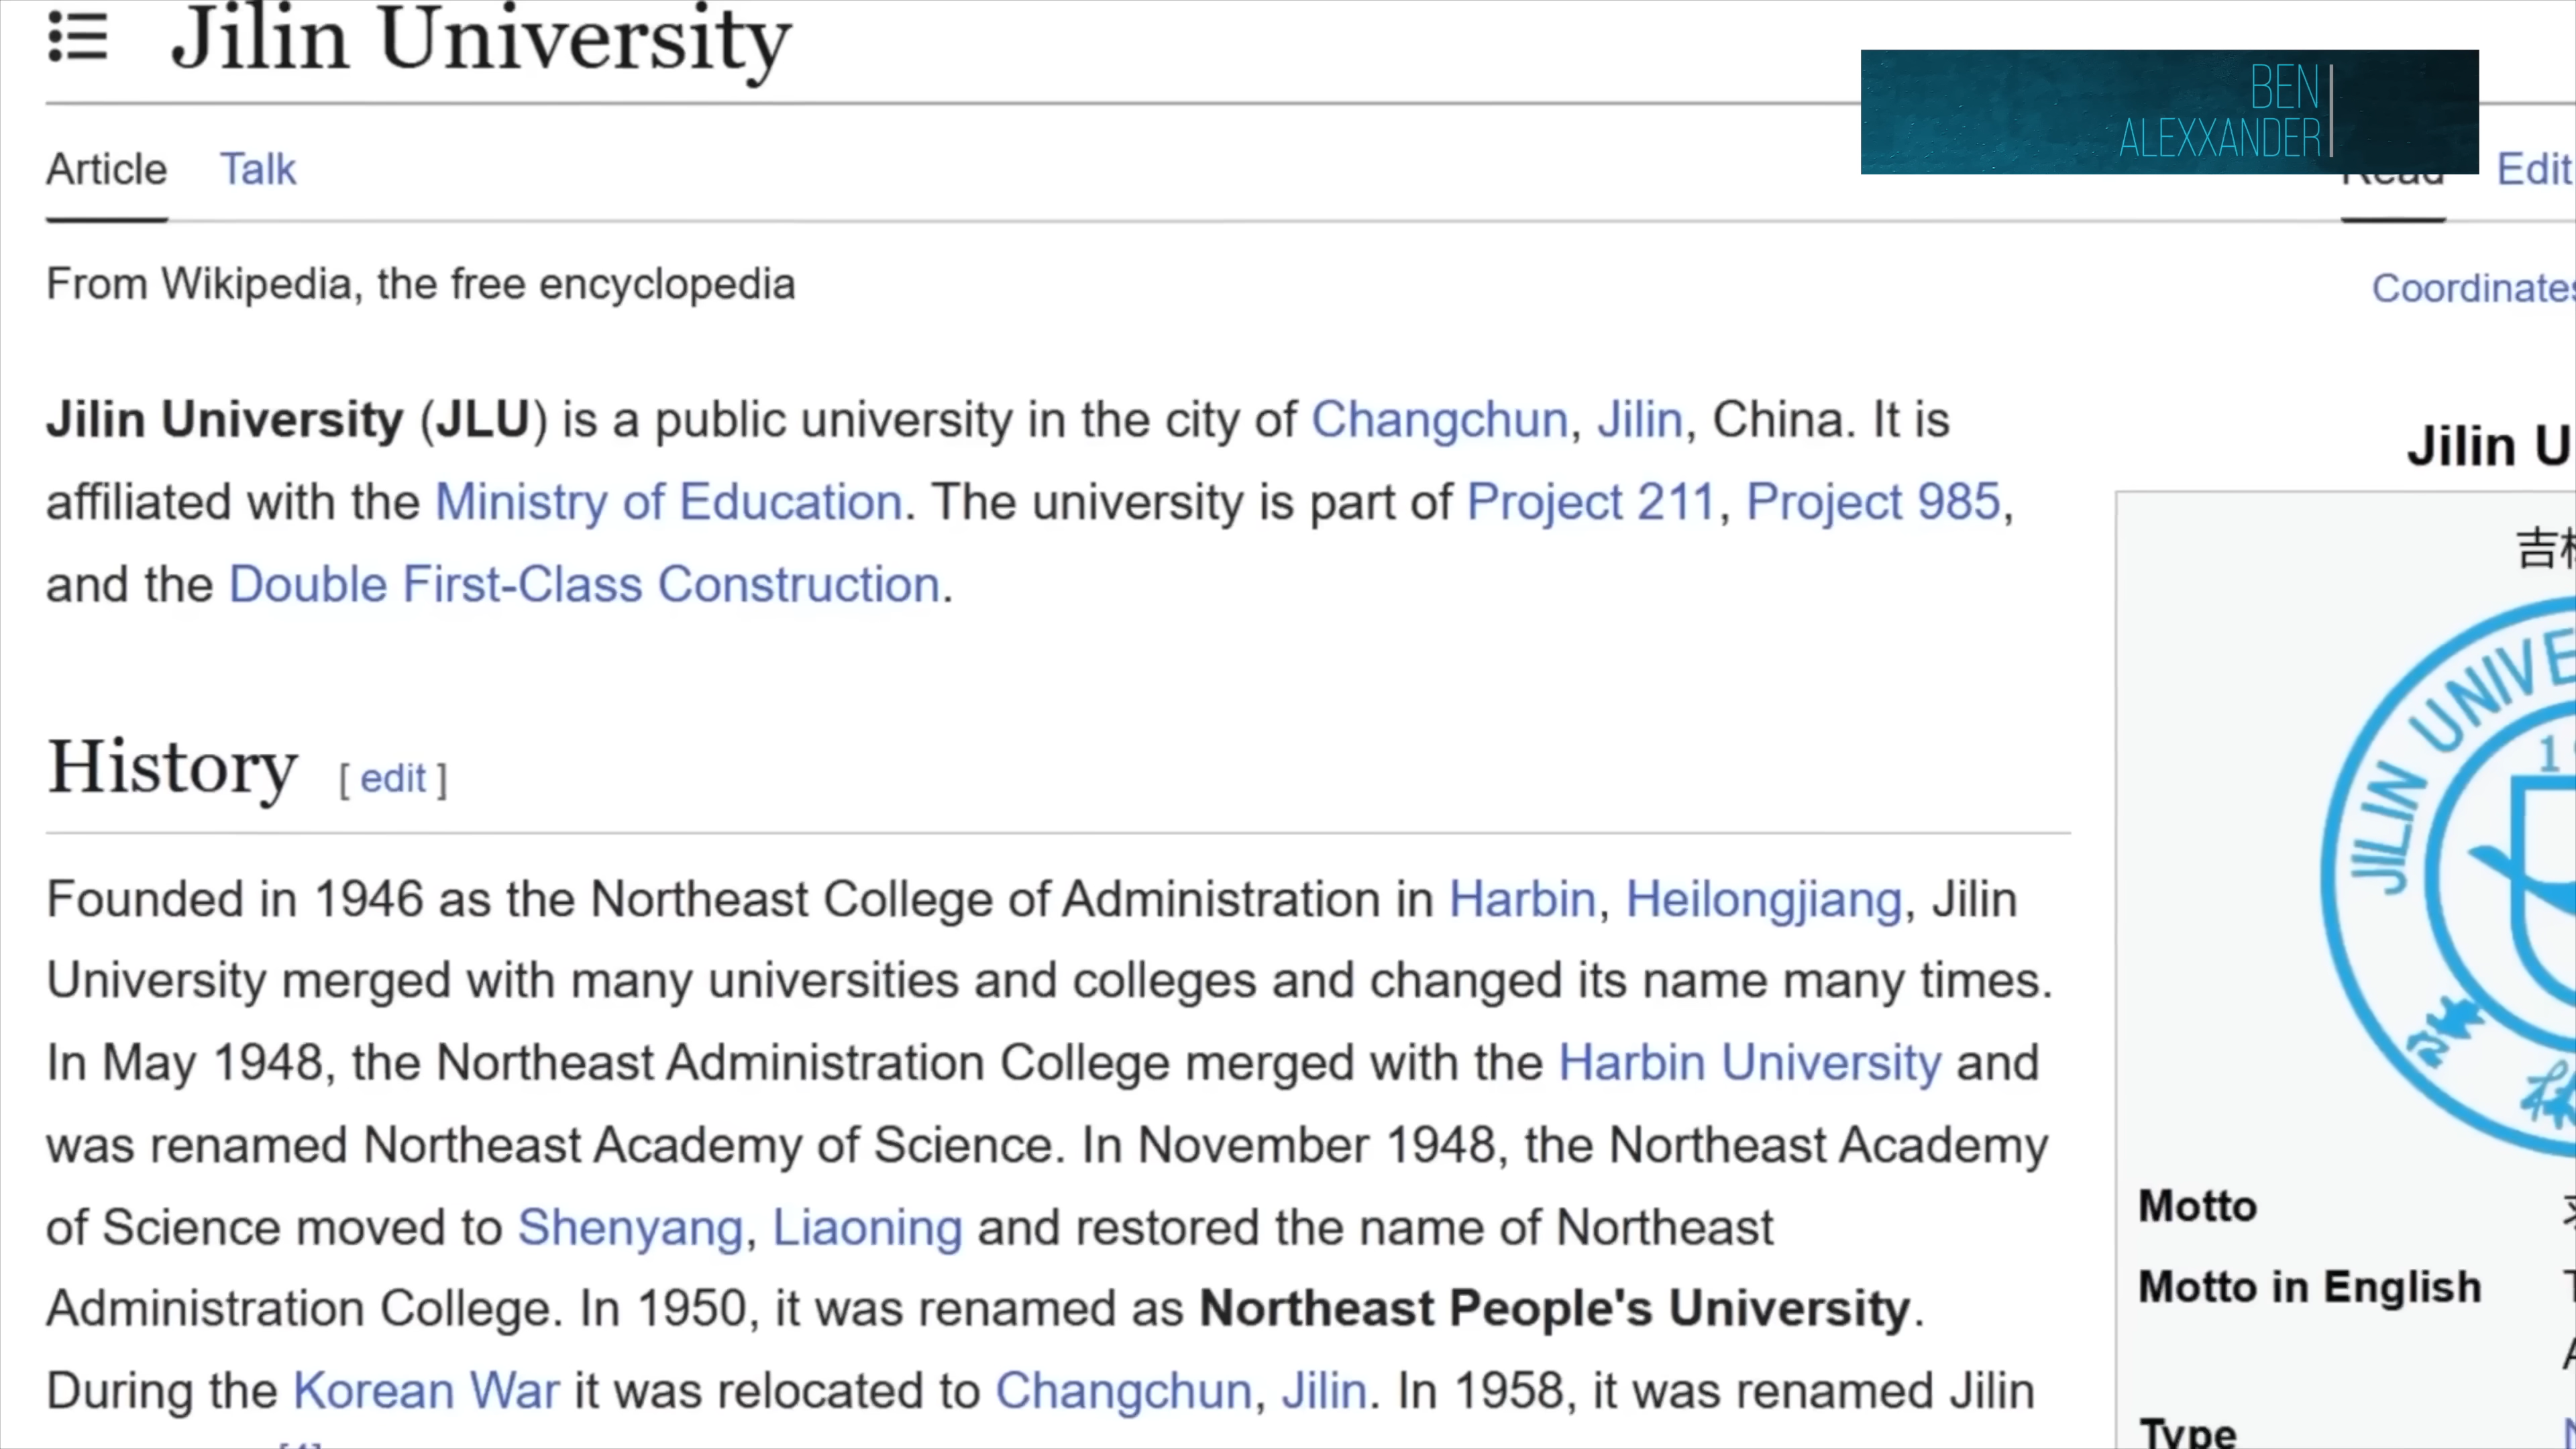 Jilin University
BEN
ALEXXANDER
Article Talk Edit
From Wikipedia, the free encyclopedia
Coordinates
Jilin University (JLU) is a public university in the city of Changchun, Jilin, China. It is
affiliated with the Ministry of Education. The university is part of Project 211, Project 985,
and the Double First-Class Construction.
History [ edit ]
Founded in 1946 as the Northeast College of Administration in Harbin, Heilongjiang, Jilin
University merged with many universities and colleges and changed its name many times.
In May 1948, the Northeast Administration College merged with the Harbin University and
was renamed Northeast Academy of Science. In November 1948, the Northeast Academy
of Science moved to Shenyang, Liaoning and restored the name of Northeast
Administration College. In 1950, it was renamed as Northeast People's University.
During the Korean War it was relocated to Changchun, Jilin. In 1958, it was renamed Jilin
Jilin U
吉
JILIN UNIVE
Motto
Motto in English
Type